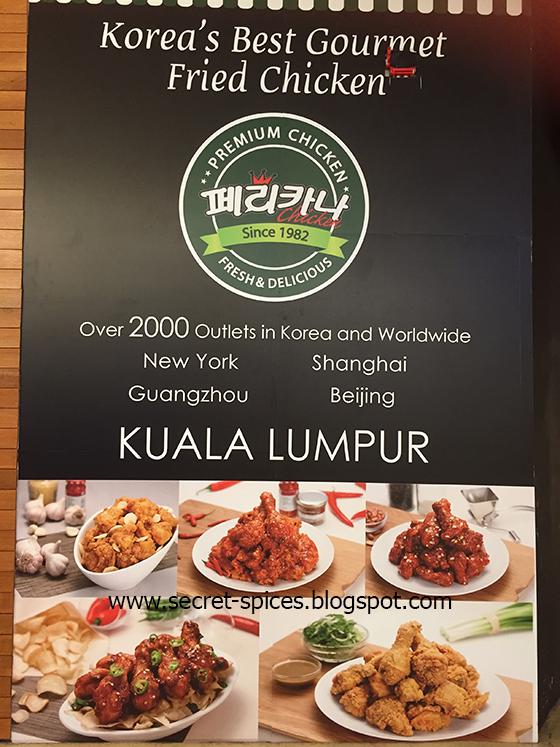 Korea's Best Gourmet
Fried Chicken
PREMIUM CHICKEN
페리카나
Chicken
Since 1982
FRESH & DELICIOUS
Over 2000 Outlets in Korea and Worldwide
New York Shanghai
Guangzhou Beijing
KUALA LUMPUR
www.secret-spices.blogspot.com